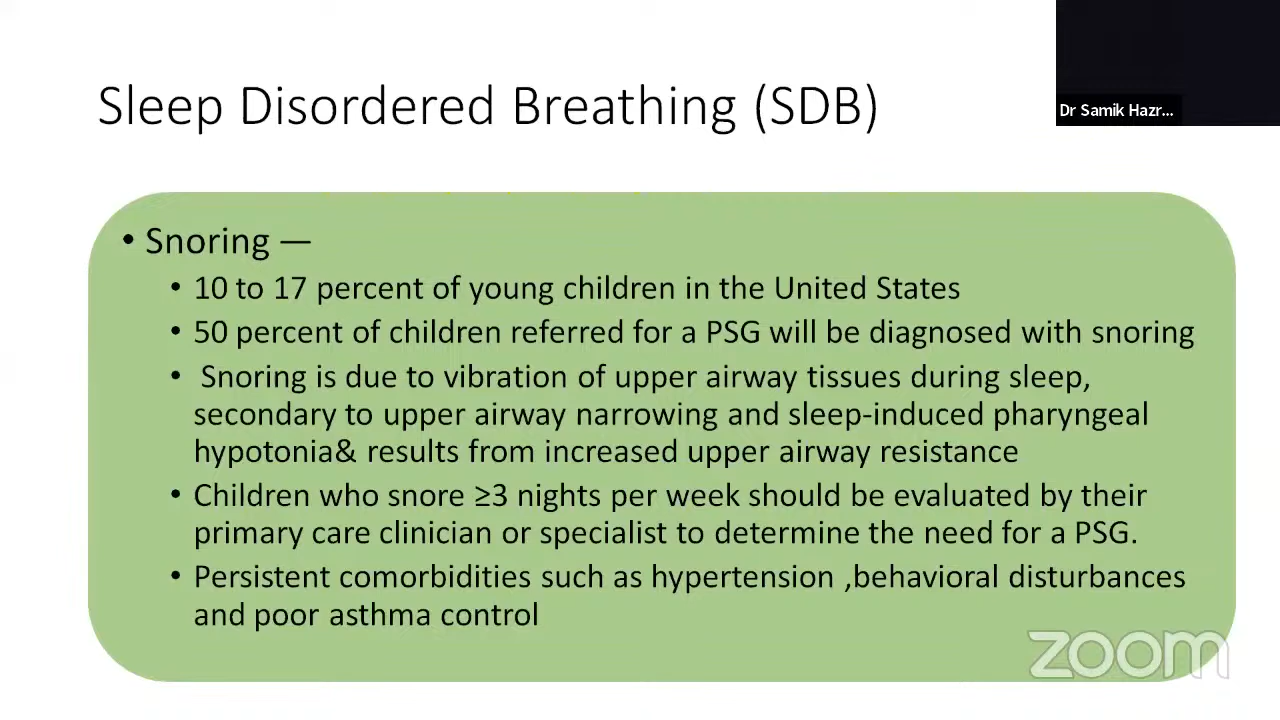 Sleep Disordered Breathing (SDB)
Dr Samik Hazr...
• Snoring —
• 10 to 17 percent of young children in the United States
• 50 percent of children referred for a PSG will be diagnosed with snoring
• Snoring is due to vibration of upper airway tissues during sleep,
secondary to upper airway narrowing and sleep-induced pharyngeal
hypotonia& results from increased upper airway resistance
• Children who snore ≥3 nights per week should be evaluated by their
primary care clinician or specialist to determine the need for a PSG.
• Persistent comorbidities such as hypertension ,behavioral disturbances
and poor asthma control
zoom